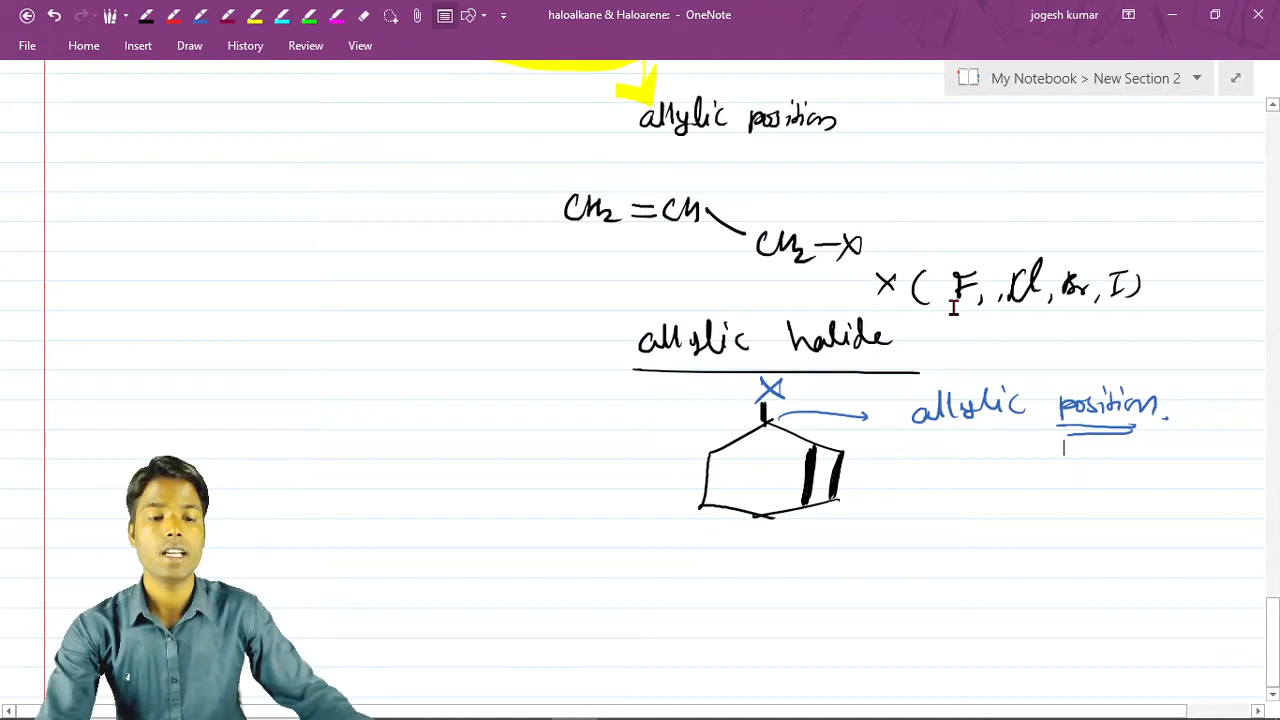 haloalkane & Haloarene: - OneNote
jogesh kumar
File Home Insert Draw History Review View
My Notebook > New Section 2
allylic position
CH2 = CH
CH2 - X
X ( F, , Cl, Br, I )
allylic halide
X
allylic position.